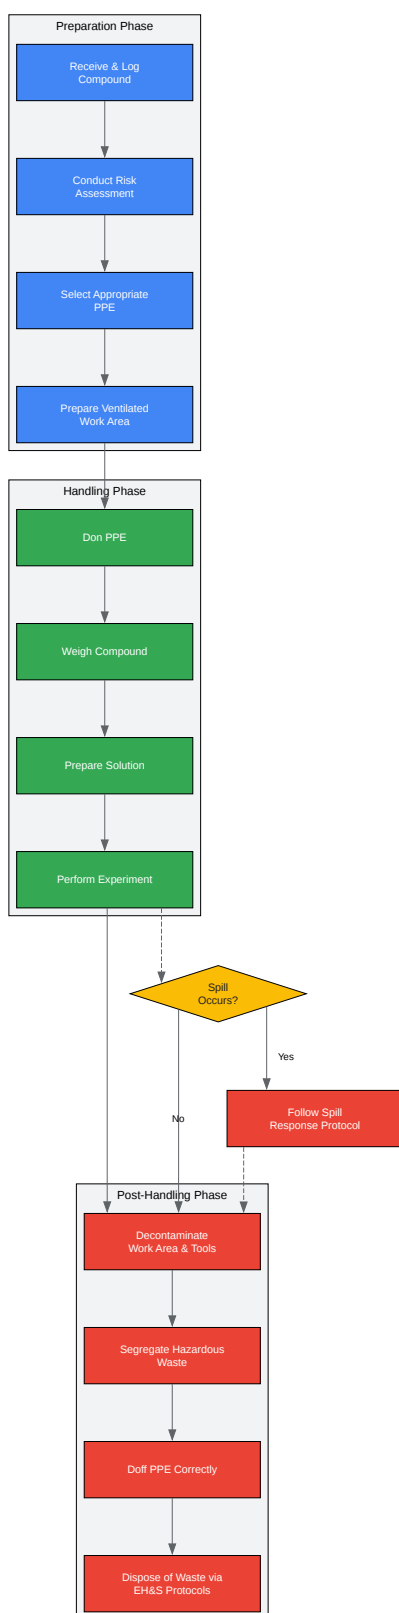 Preparation Phase
Receive & Log
Compound
Conduct Risk
Assessment
Select Appropriate
PPE
Prepare Ventilated
Work Area
Handling Phase
Don PPE
Weigh Compound
Prepare Solution
Perform Experiment
Spill
Occurs?
Yes
Follow Spill
Response Protocol
No
Post-Handling Phase
Decontaminate
Work Area & Tools
Segregate Hazardous
Waste
Doff PPE Correctly
Dispose of Waste via
EH&S Protocols